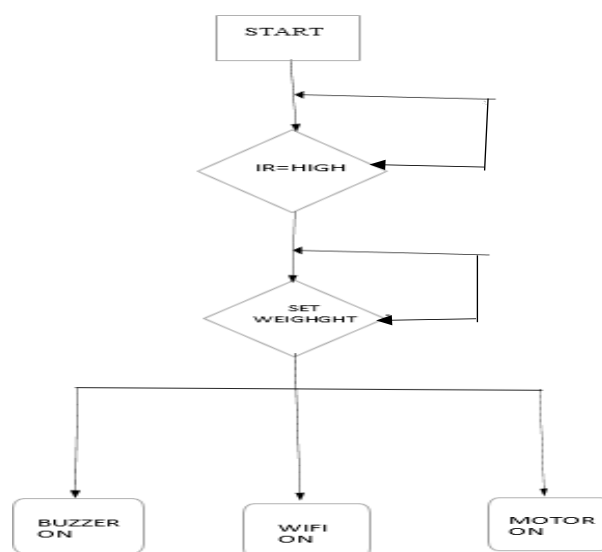 START
IR=HIGH
SET
WEIGHGHT
BUZZER
ON
WIFI
ON
MOTOR
ON